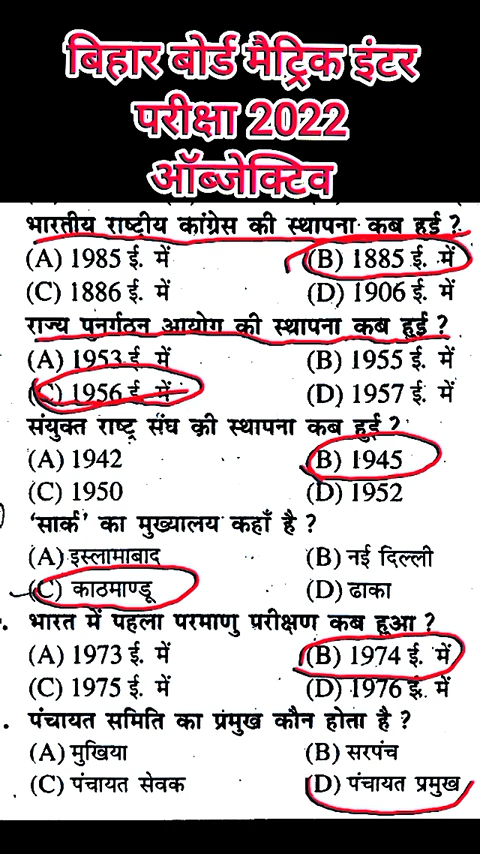 बिहार बोर्ड मैट्रिक इंटर
परीक्षा 2022
ऑब्जेक्टिव
भारतीय राष्ट्रीय कांग्रेस की स्थापना कब हुई ?
(A) 1985 ई. में (B) 1885 ई. में
(C) 1886 ई. में (D) 1906 ई. में
राज्य पुनर्गठन आयोग की स्थापना कब हुई ?
(A) 1953 ई. में (B) 1955 ई. में
(C) 1956 ई. में (D) 1957 ई. में
संयुक्त राष्ट्र संघ की स्थापना कब हुई ?
(A) 1942 (B) 1945
(C) 1950 (D) 1952
‘सार्क’ का मुख्यालय कहाँ है ?
(A) इस्लामाबाद (B) नई दिल्ली
(C) काठमाण्डू (D) ढाका
भारत में पहला परमाणु परीक्षण कब हुआ ?
(A) 1973 ई. में (B) 1974 ई. में
(C) 1975 ई. में (D) 1976 ई. में
पंचायत समिति का प्रमुख कौन होता है ?
(A) मुखिया (B) सरपंच
(C) पंचायत सेवक (D) पंचायत प्रमुख